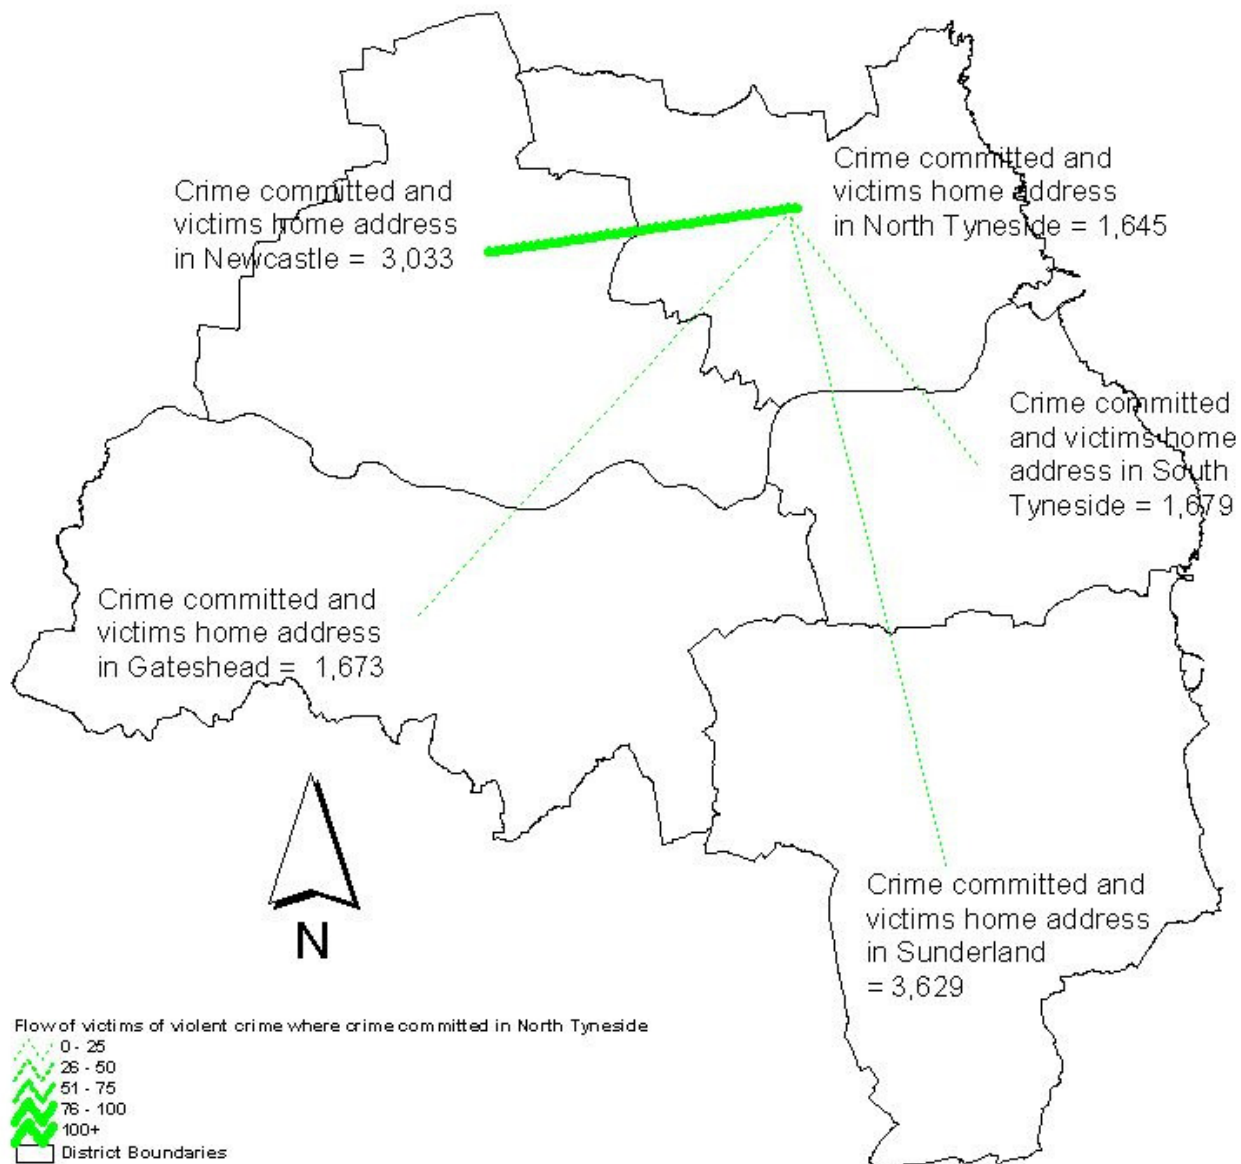 Crime committed and
victims home address
in North Tyneside = 1,645
Crime committed and
victims home address
in Newcastle = 3,033
Crime committed
and victims home
address in South
Tyneside = 1,679
Crime committed and
victims home address
in Gateshead = 1,673
Crime committed and
victims home address
in Sunderland
= 3,629
N
Flow of victims of violent crime where crime committed in North Tyneside
0 - 25
26 - 50
51 - 75
76 - 100
100+
District Boundaries